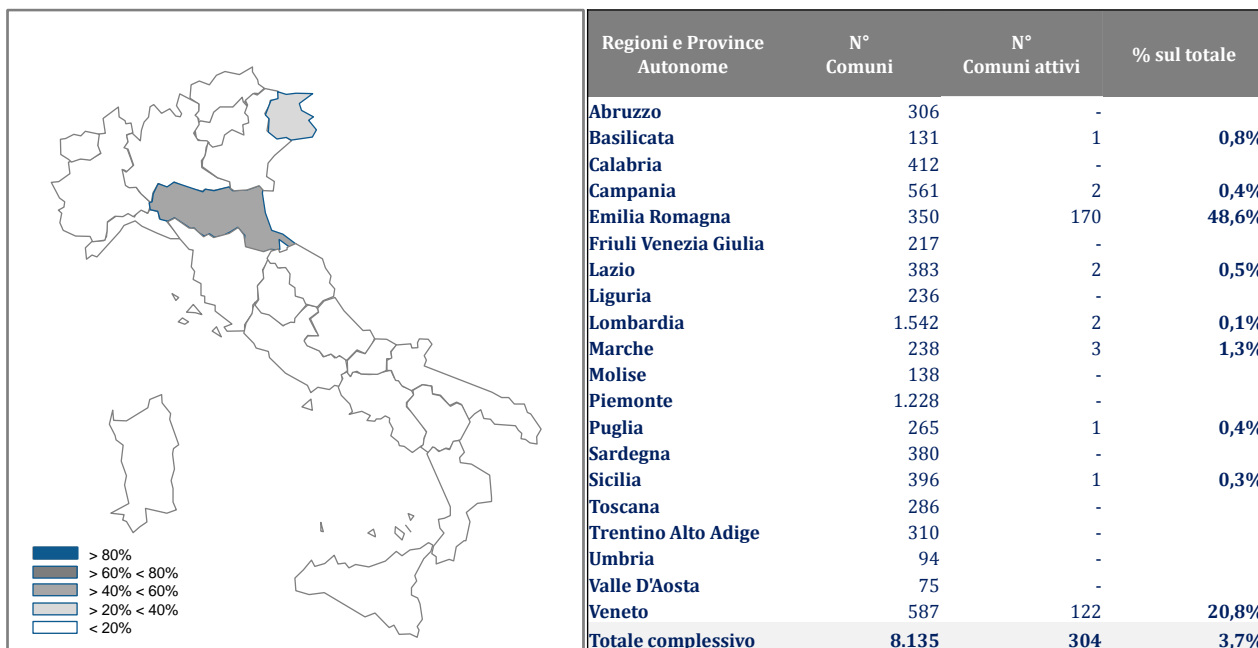 > 80%
> 60% < 80%
> 40% < 60%
> 20% < 40%
< 20%
Regioni e Province Autonome N° Comuni N° Comuni attivi % sul totale
Abruzzo 306 -
Basilicata 131 1 0,8%
Calabria 412 -
Campania 561 2 0,4%
Emilia Romagna 350 170 48,6%
Friuli Venezia Giulia 217 -
Lazio 383 2 0,5%
Liguria 236 -
Lombardia 1.542 2 0,1%
Marche 238 3 1,3%
Molise 138 -
Piemonte 1.228 -
Puglia 265 1 0,4%
Sardegna 380 -
Sicilia 396 1 0,3%
Toscana 286 -
Trentino Alto Adige 310 -
Umbria 94 -
Valle D'Aosta 75 -
Veneto 587 122 20,8%
Totale complessivo 8.135 304 3,7%